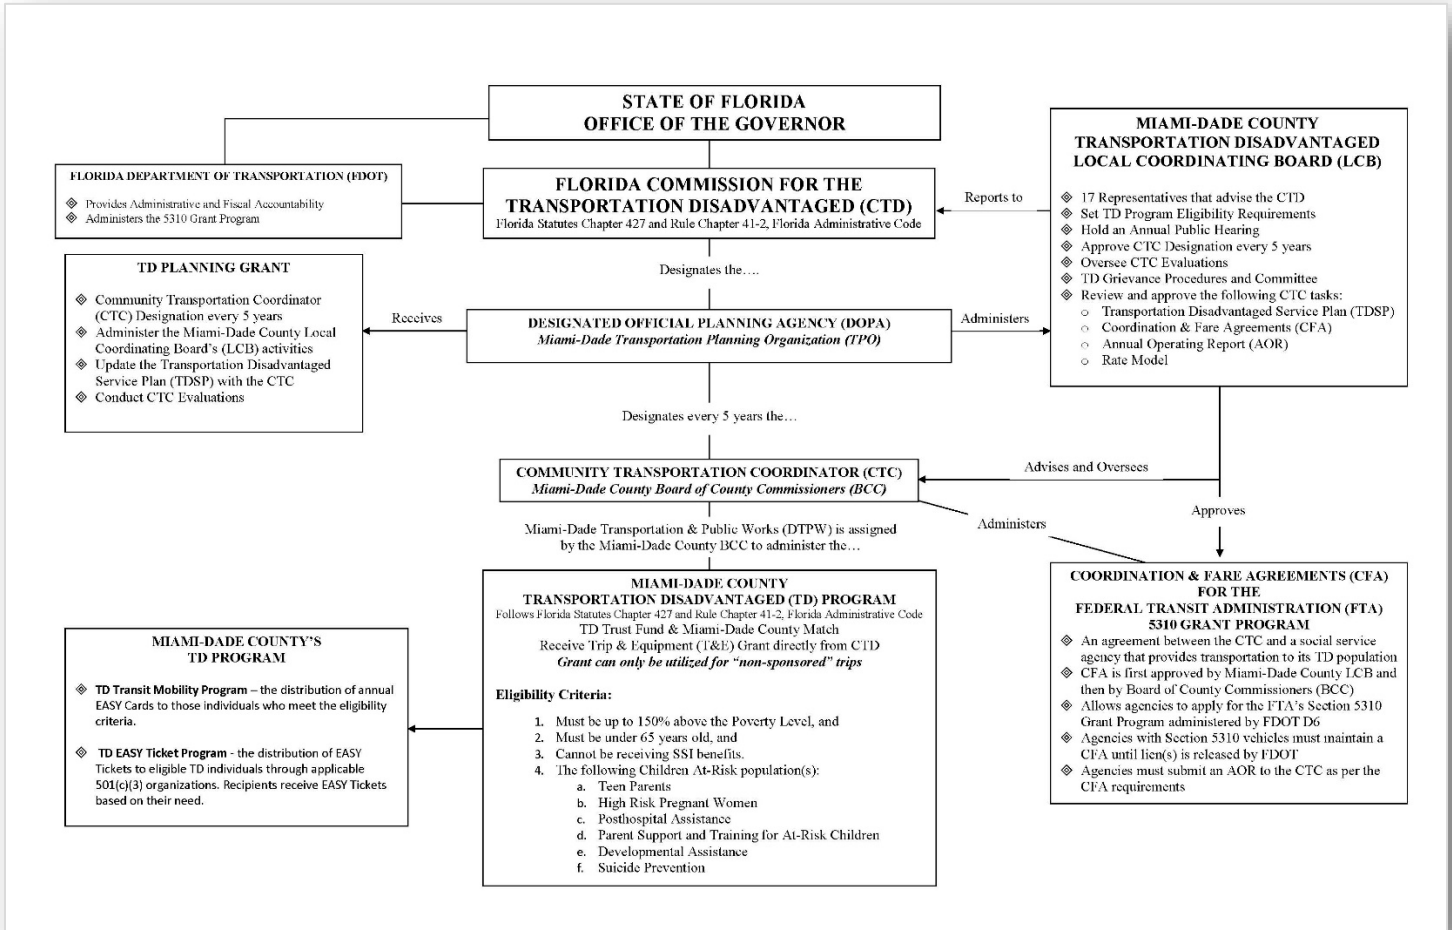 STATE OF FLORIDA
OFFICE OF THE GOVERNOR
FLORIDA DEPARTMENT OF TRANSPORTATION (FDOT)
Provides Administrative and Fiscal Accountability
Administers the 5310 Grant Program
FLORIDA COMMISSION FOR THE
TRANSPORTATION DISADVANTAGED (CTD)
Florida Statutes Chapter 427 and Rule Chapter 41-2, Florida Administrative Code
Reports to
MIAMI-DADE COUNTY
TRANSPORTATION DISADVANTAGED
LOCAL COORDINATING BOARD (LCB)
17 Representatives that advise the CTD
Set TD Program Eligibility Requirements
Hold an Annual Public Hearing
Approve CTC Designation every 5 years
Oversee CTC Evaluations
TD Grievance Procedures and Committee
Review and approve the following CTC tasks:
o Transportation Disadvantaged Service Plan (TDSP)
o Coordination & Fare Agreements (CFA)
o Annual Operating Report (AOR)
o Rate Model
TD PLANNING GRANT
Community Transportation Coordinator
(CTC) Designation every 5 years
Administer the Miami-Dade County Local
Coordinating Board's (LCB) activities
Update the Transportation Disadvantaged
Service Plan (TDSP) with the CTC
Conduct CTC Evaluations
Designates the….
Receives
DESIGNATED OFFICIAL PLANNING AGENCY (DOPA)
Miami-Dade Transportation Planning Organization (TPO)
Administers
Designates every 5 years the…
COMMUNITY TRANSPORTATION COORDINATOR (CTC)
Miami-Dade County Board of County Commissioners (BCC)
Advises and Oversees
Approves
Administers
Miami-Dade Transportation & Public Works (DTPW) is assigned
by the Miami-Dade County BCC to administer the…
MIAMI-DADE COUNTY
TRANSPORTATION DISADVANTAGED (TD) PROGRAM
Follows Florida Statutes Chapter 427 and Rule Chapter 41-2, Florida Administrative Code
TD Trust Fund & Miami-Dade County Match
Receive Trip & Equipment (T&E) Grant directly from CTD
Grant can only be utilized for "non-sponsored" trips
Eligibility Criteria:
1. Must be up to 150% above the Poverty Level, and
2. Must be under 65 years old, and
3. Cannot be receiving SSI benefits.
4. The following Children At-Risk population(s):
a. Teen Parents
b. High Risk Pregnant Women
c. Posthospital Assistance
d. Parent Support and Training for At-Risk Children
e. Developmental Assistance
f. Suicide Prevention
MIAMI-DADE COUNTY'S
TD PROGRAM
TD Transit Mobility Program – the distribution of annual
EASY Cards to those individuals who meet the eligibility
criteria.
TD EASY Ticket Program - the distribution of EASY
Tickets to eligible TD individuals through applicable
501(c)(3) organizations. Recipients receive EASY Tickets
based on their need.
COORDINATION & FARE AGREEMENTS (CFA)
FOR THE
FEDERAL TRANSIT ADMINISTRATION (FTA)
5310 GRANT PROGRAM
An agreement between the CTC and a social service
agency that provides transportation to its TD population
CFA is first approved by Miami-Dade County LCB and
then by Board of County Commissioners (BCC)
Allows agencies to apply for the FTA's Section 5310
Grant Program administered by FDOT D6
Agencies with Section 5310 vehicles must maintain a
CFA until lien(s) is released by FDOT
Agencies must submit an AOR to the CTC as per the
CFA requirements